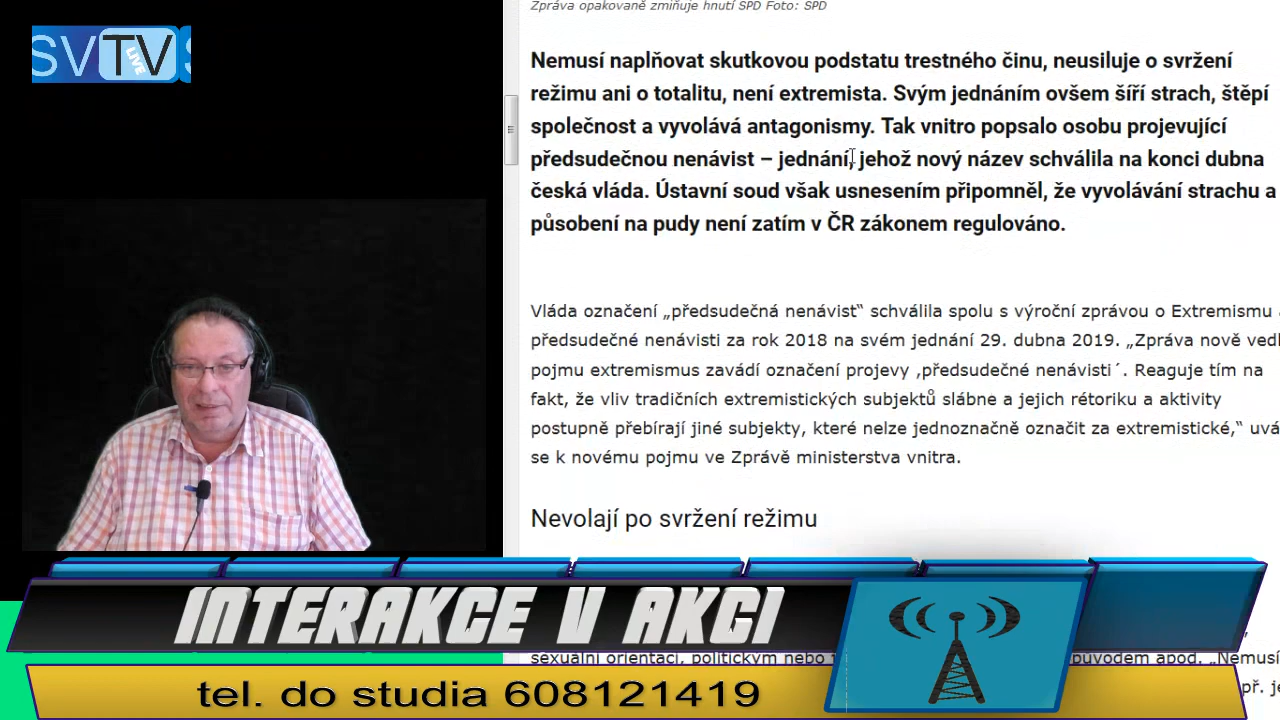 SVTV
LIVE
Zpráva opakovaně zmiňuje hnutí SPD Foto: SPD
Nemusí naplňovat skutkovou podstatu trestného činu, neusiluje o svržení
režimu ani o totalitu, není extremista. Svým jednáním ovšem šíří strach, štěpí
společnost a vyvolává antagonismy. Tak vnitro popsalo osobu projevující
předsudečnou nenávist – jednání, jehož nový název schválila na konci dubna
česká vláda. Ústavní soud však usnesením připomněl, že vyvolávání strachu a
působení na pudy není zatím v ČR zákonem regulováno.
Vláda označení „předsudečná nenávist“ schválila spolu s výroční zprávou o Extremismu
předsudečné nenávisti za rok 2018 na svém jednání 29. dubna 2019. „Zpráva nově vedl
pojmu extremismus zavádí označení projevy ‚předsudečné nenávisti´. Reaguje tím na
fakt, že vliv tradičních extremistických subjektů slábne a jejich rétoriku a aktivity
postupně přebírají jiné subjekty, které nelze jednoznačně označit za extremistické,“ uvá
se k novému pojmu ve Zprávě ministerstva vnitra.
Nevolají po svržení režimu
sexuální orientací, politickým nebo původem apod. „Nemusí
INTERAKCE V AKCI
tel. do studia 608121419